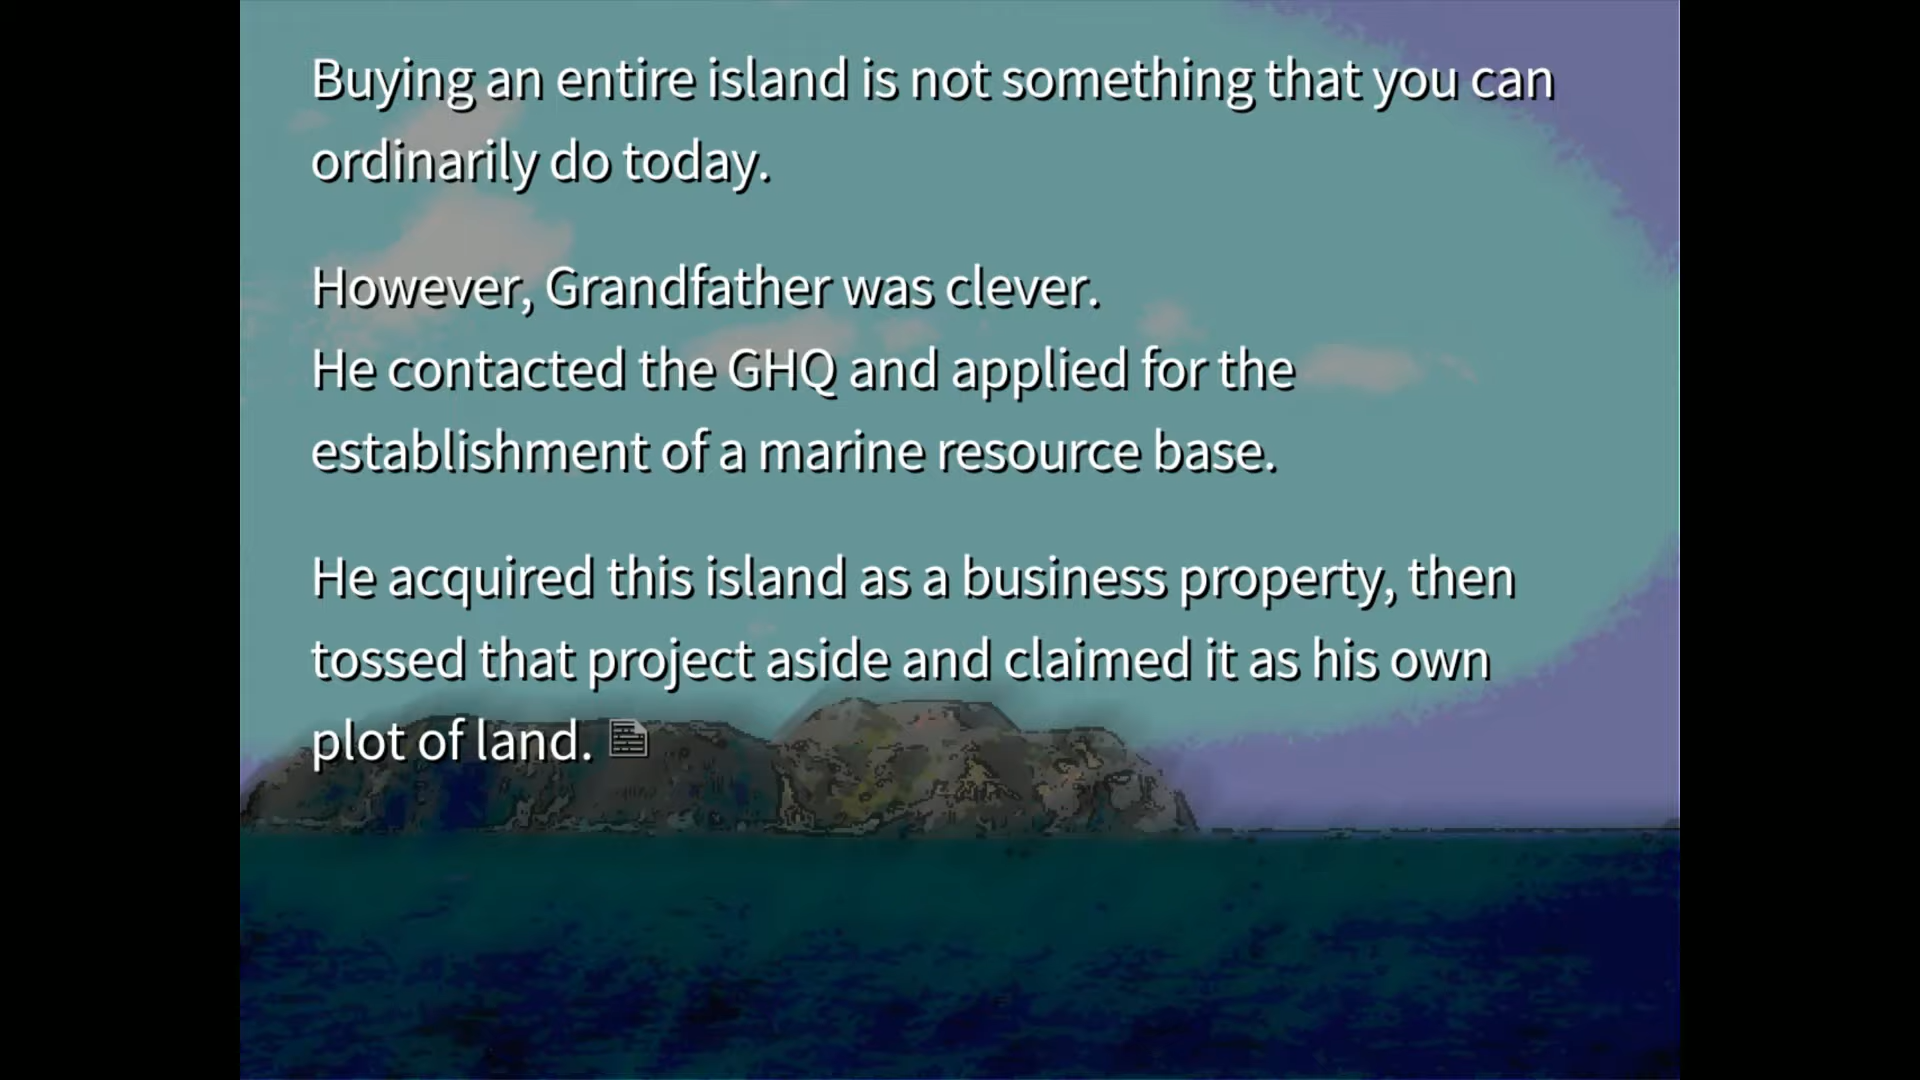 Buying an entire island is not something that you can
ordinarily do today.
However, Grandfather was clever.
He contacted the GHQ and applied for the
establishment of a marine resource base.
He acquired this island as a business property, then
tossed that project aside and claimed it as his own
plot of land.